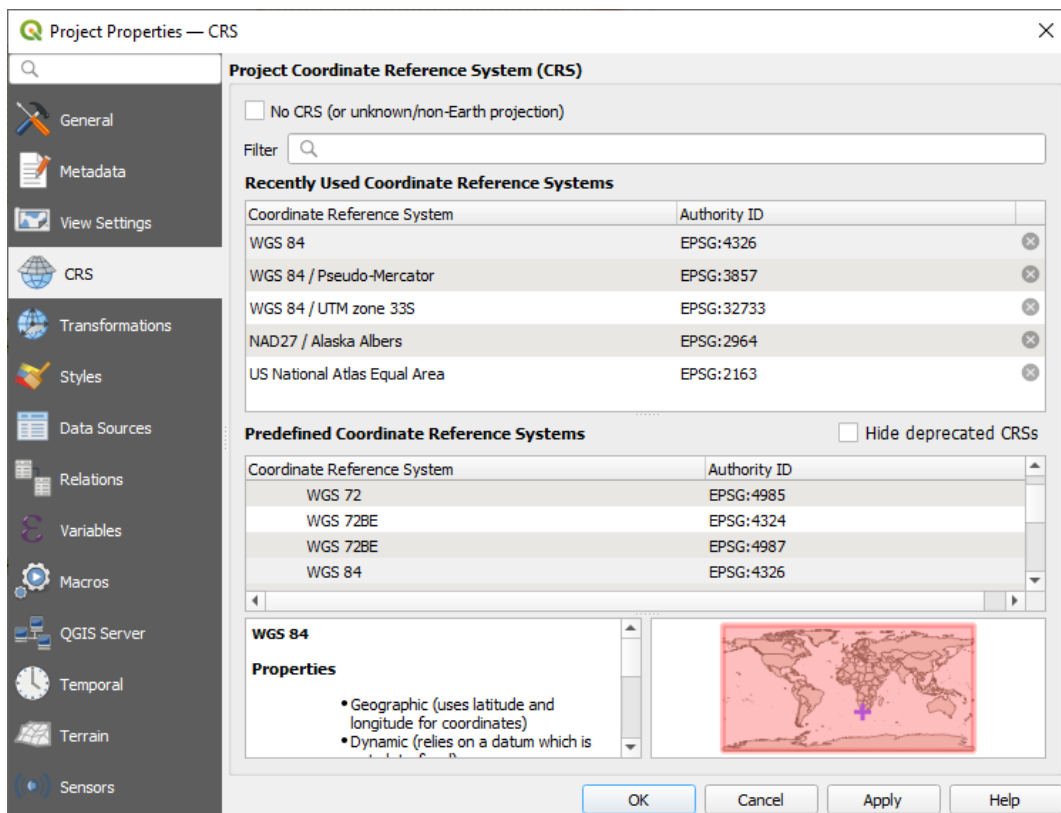 Project Properties — CRS
Project Coordinate Reference System (CRS)
No CRS (or unknown/non-Earth projection)
Filter
General
Metadata
View Settings
CRS
Transformations
Styles
Data Sources
Relations
Variables
Macros
QGIS Server
Temporal
Terrain
Sensors
Recently Used Coordinate Reference Systems
Coordinate Reference System Authority ID
WGS 84 EPSG:4326
WGS 84 / Pseudo-Mercator EPSG:3857
WGS 84 / UTM zone 33S EPSG:32733
NAD27 / Alaska Albers EPSG:2964
US National Atlas Equal Area EPSG:2163
Predefined Coordinate Reference Systems Hide deprecated CRSs
Coordinate Reference System Authority ID
WGS 72 EPSG:4985
WGS 72BE EPSG:4324
WGS 72BE EPSG:4987
WGS 84 EPSG:4326
WGS 84
Properties
• Geographic (uses latitude and
longitude for coordinates)
• Dynamic (relies on a datum which is
OK Cancel Apply Help